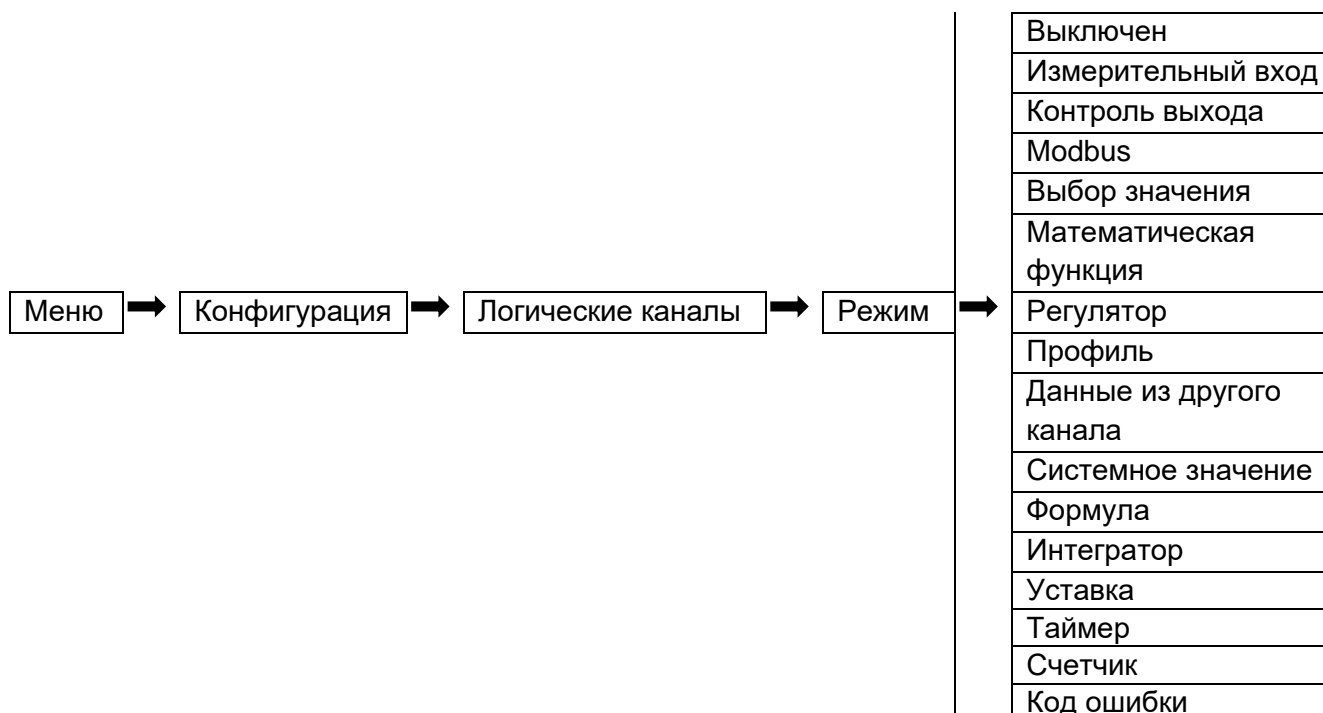 Выключен
Измерительный вход
Контроль выхода
Modbus
Выбор значения
Математическая
функция
Меню
Конфигурация
Логические каналы
Режим
Регулятор
Профиль
Данные из другого
канала
Системное значение
Формула
Интегратор
Уставка
Таймер
Счетчик
Код ошибки